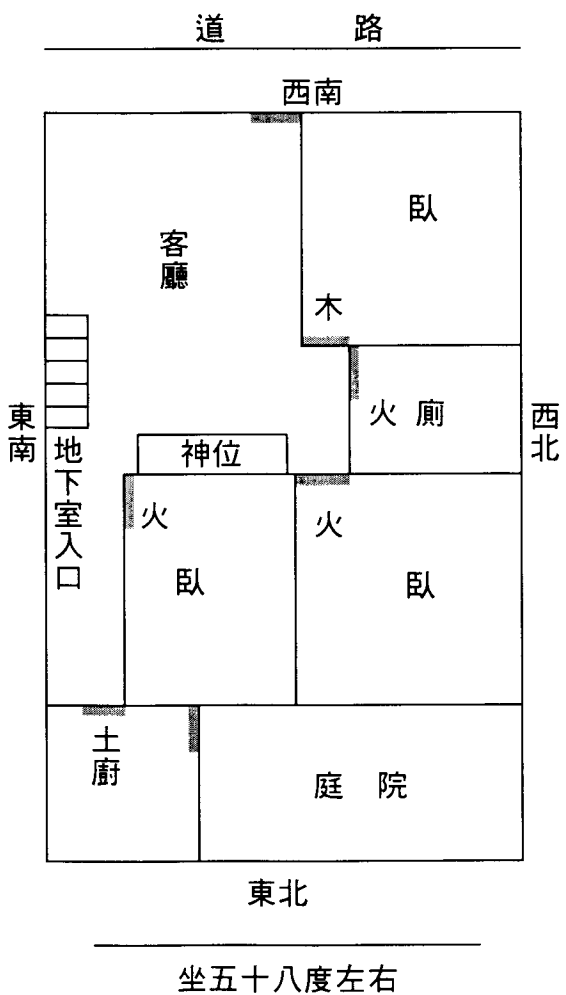 道路
西南
臥
客廳
木
火廁
東南
西北
地下室入口
神位
火
臥
火
臥
土廚
庭院
東北
坐五十八度左右